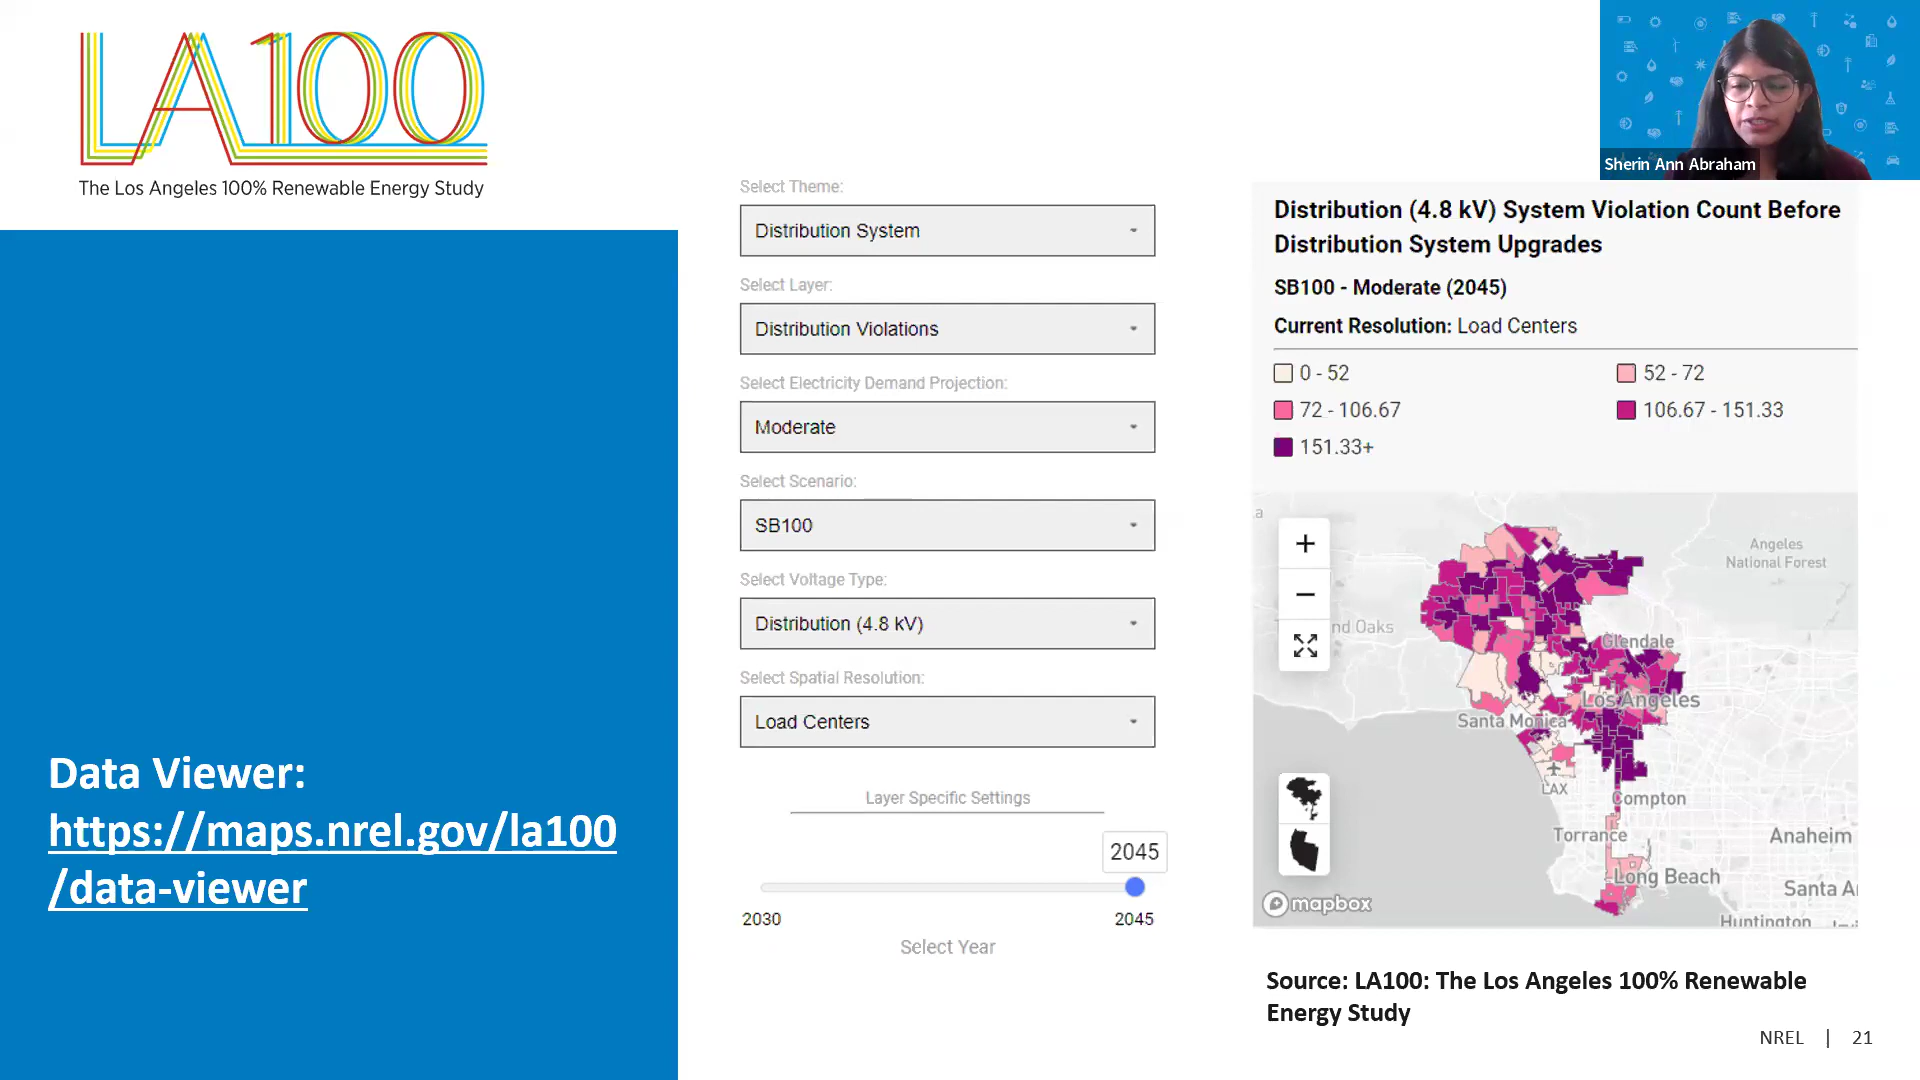 LA100
The Los Angeles 100% Renewable Energy Study
Data Viewer:
https://maps.nrel.gov/la100
/data-viewer
Select Theme:
Distribution System
Select Layer:
Distribution Violations
Select Electricity Demand Projection:
Moderate
Select Scenario:
SB100
Select Voltage Type:
Distribution (4.8 kV)
Select Spatial Resolution:
Load Centers
Layer Specific Settings
2045
2030
2045
Select Year
Sherin Ann Abraham
Distribution (4.8 kV) System Violation Count Before
Distribution System Upgrades
SB100 - Moderate (2045)
Current Resolution: Load Centers
0 - 52
52 - 72
72 - 106.67
106.67 - 151.33
151.33+
a
Angeles
National Forest
nd Oaks
Glendale
Los Angeles
Santa Monica
LAX
Compton
Torrance
Anaheim
Long Beach
Santa A
Huntington
mapbox
Source: LA100: The Los Angeles 100% Renewable
Energy Study
NREL | 21